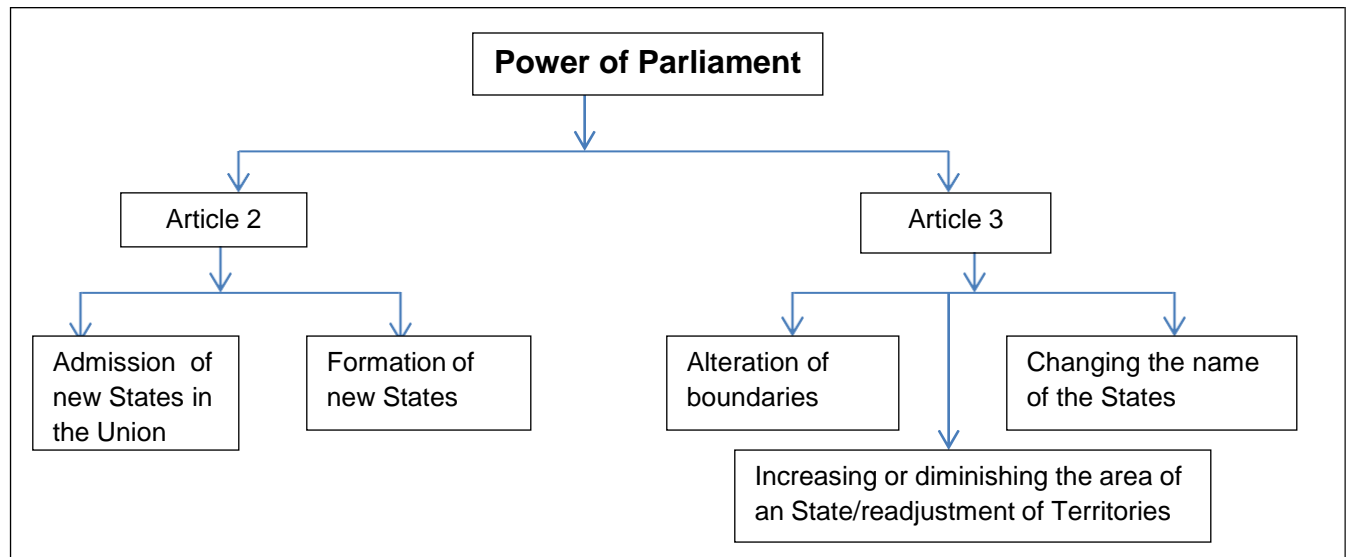 Power of Parliament
Article 2
Article 3
Admission of
new States in
the Union
Formation of
new States
Alteration of
boundaries
Changing the name
of the States
Increasing or diminishing the area of
an State/readjustment of Territories